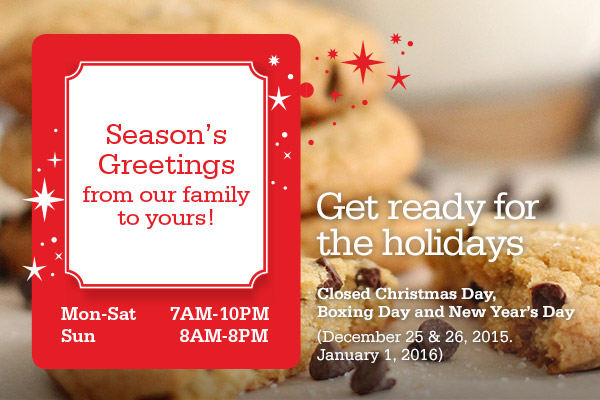 Season's
Greetings
from our family
to yours!
Mon-Sat 7AM-10PM
Sun 8AM-8PM
Get ready for
the holidays
Closed Christmas Day,
Boxing Day and New Year's Day
(December 25 & 26, 2015.
January 1, 2016)